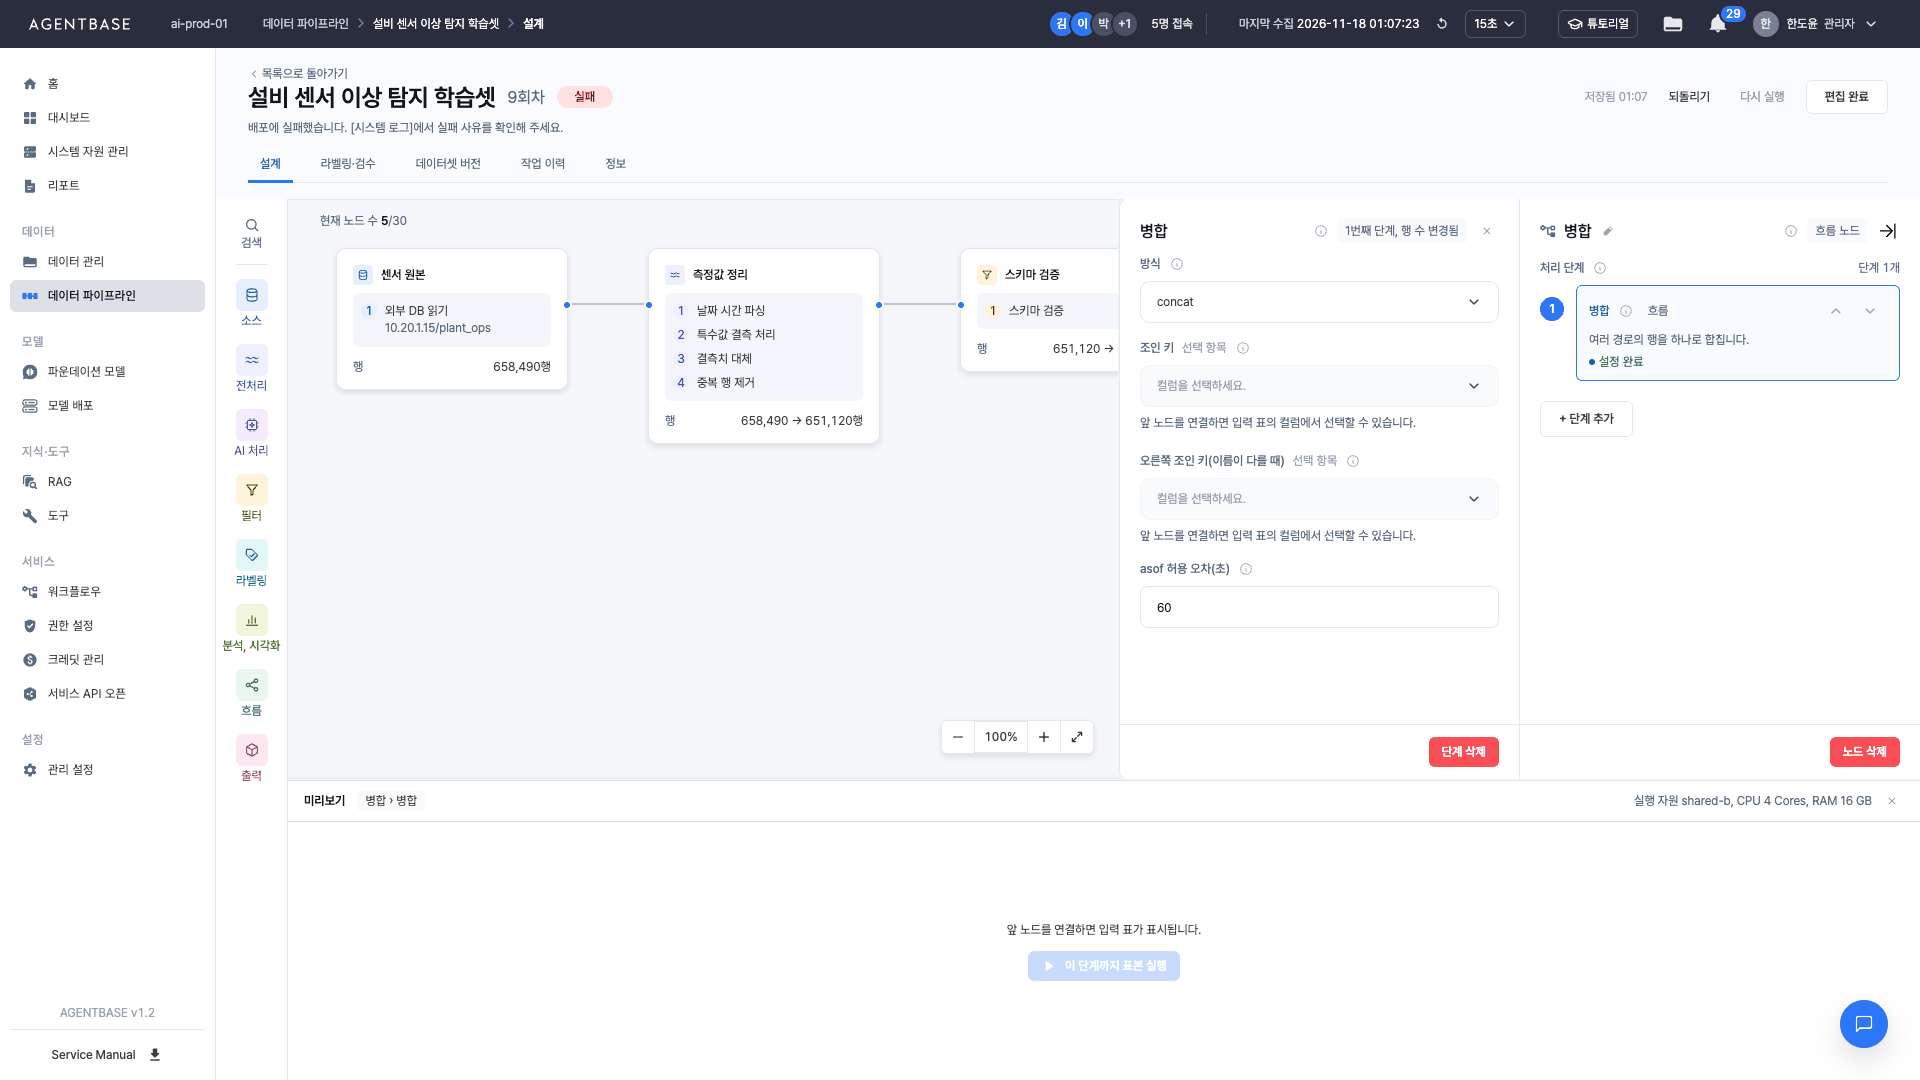 AGENTBASE
ai-prod-01
데이터 파이프라인 > 설비 센서 이상 탐지 학습셋 > 설계
김 이 박 +1 5명 접속
마지막 수집 2026-11-18 01:07:23
15초
튜토리얼
29
한 한도윤 관리자
홈
대시보드
시스템 자원 관리
리포트
데이터
데이터 관리
데이터 파이프라인
모델
파운데이션 모델
모델 배포
지식·도구
RAG
도구
서비스
워크플로우
권한 설정
크레딧 관리
서비스 API 오픈
설정
관리 설정
AGENTBASE v1.2
Service Manual
목록으로 돌아가기
설비 센서 이상 탐지 학습셋 9회차 실패
배포에 실패했습니다. [시스템 로그]에서 실패 사유를 확인해 주세요.
저장됨 01:07 되돌리기 다시 실행 편집 완료
설계 라벨링·검수 데이터셋 버전 작업 이력 정보
검색
소스
전처리
AI 처리
필터
라벨링
분석, 시각화
흐름
출력
현재 노드 수 5/30
센서 원본
1 외부 DB 읽기
10.20.1.15/plant_ops
행 658,490행
측정값 정리
1 날짜 시간 파싱
2 특수값 결측 처리
3 결측치 대체
4 중복 행 제거
행 658,490 → 651,120행
스키마 검증
1 스키마 검증
행 651,120 →
100%
병합 1번째 단계, 행 수 변경됨
방식
concat
조인 키 선택 항목
컬럼을 선택하세요.
앞 노드를 연결하면 입력 표의 컬럼에서 선택할 수 있습니다.
오른쪽 조인 키(이름이 다를 때) 선택 항목
컬럼을 선택하세요.
앞 노드를 연결하면 입력 표의 컬럼에서 선택할 수 있습니다.
asof 허용 오차(초)
60
단계 삭제
병합 흐름 노드
처리 단계 단계 1개
1 병합 흐름
여러 경로의 행을 하나로 합칩니다.
설정 완료
+ 단계 추가
노드 삭제
미리보기 병합 › 병합
실행 자원 shared-b, CPU 4 Cores, RAM 16 GB
앞 노드를 연결하면 입력 표가 표시됩니다.
이 단계까지 표본 실행